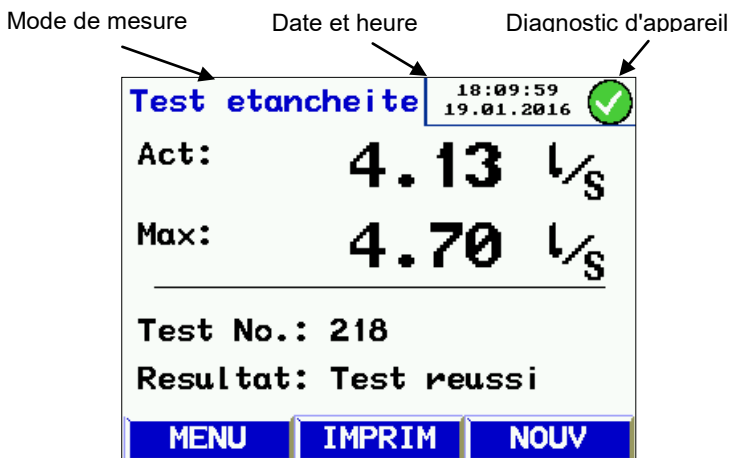 Mode de mesure Date et heure Diagnostic d'appareil
Test etancheite 18:09:59
19.01.2016
Act: 4.13 l/s
Max: 4.70 l/s
Test No.: 218
Resultat: Test reussi
MENU IMPRIM NOUV